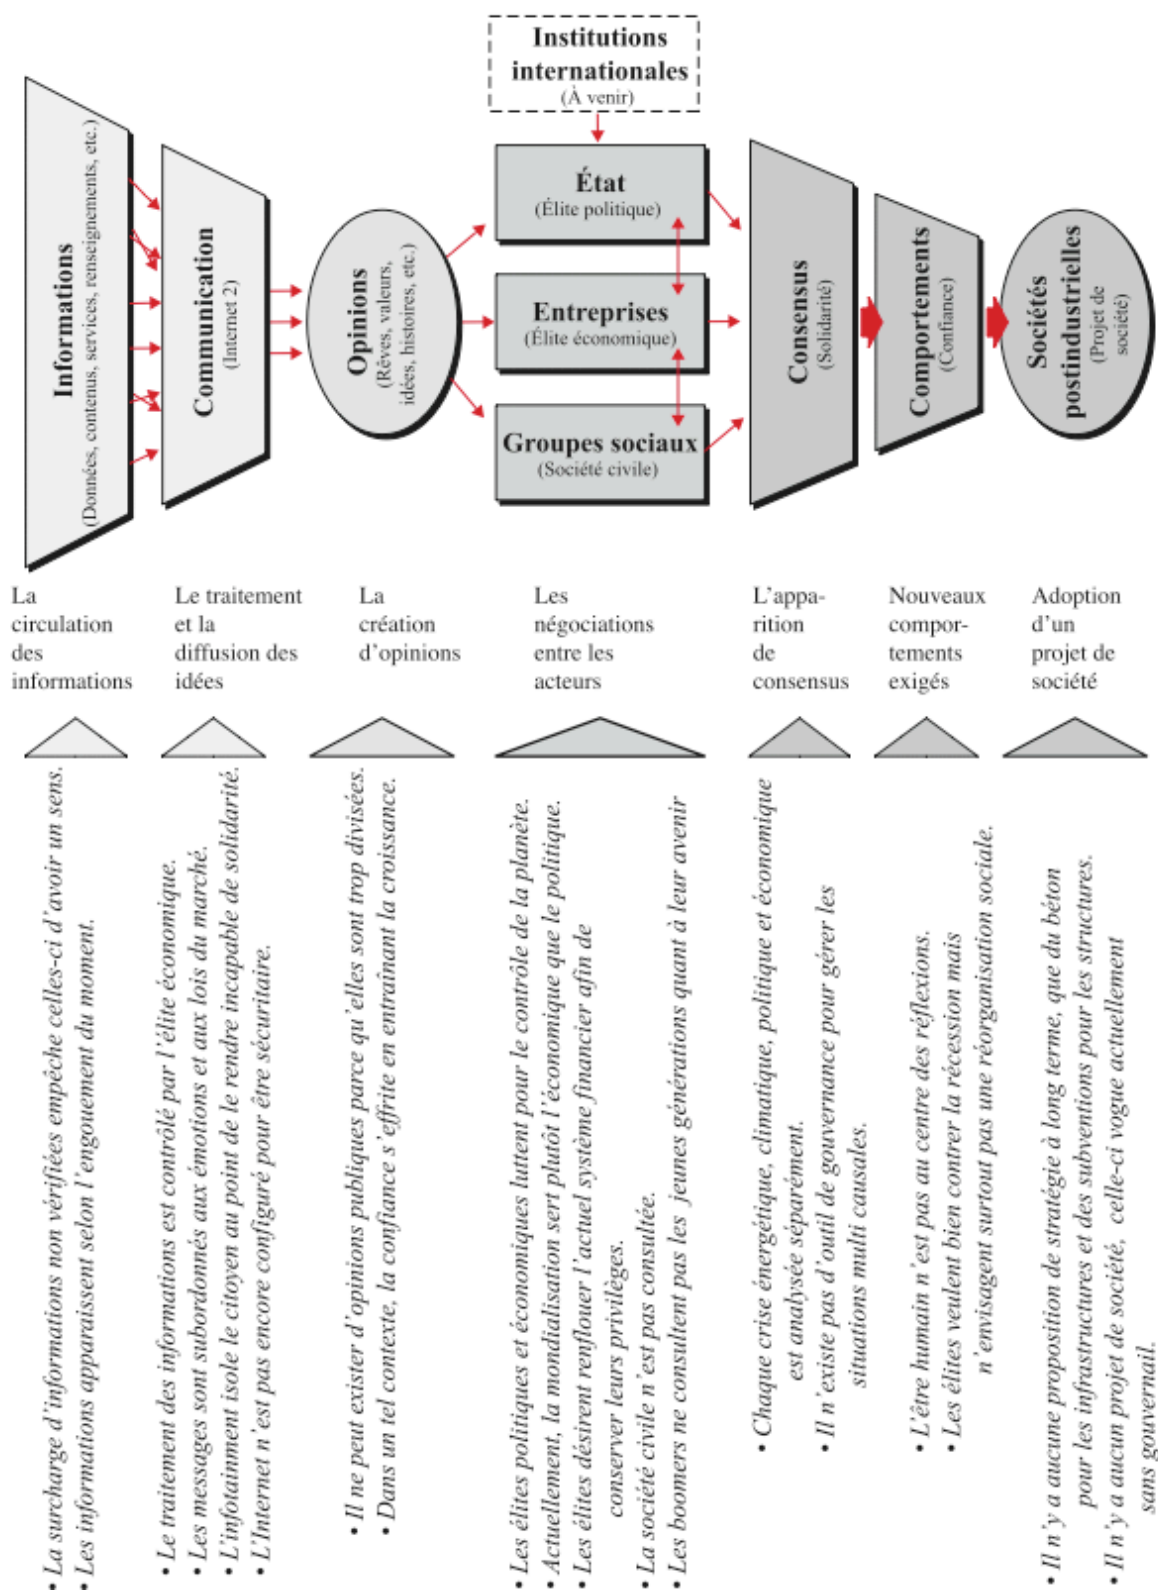 Institutions
internationales
(À venir)
Informations
(Données, contenus, services, renseignements, etc.)
Communication
(Internet 2)
Opinions
(Rêves, valeurs,
idées, histoires, etc.)
État
(Élite politique)
Entreprises
(Élite économique)
Groupes sociaux
(Société civile)
Consensus
(Solidarité)
Comportements
(Confiance)
Sociétés
postindustrielles
(Projet de
société)
La
circulation
des
informations
Le traitement
et la
diffusion des
idées
La
création
d'opinions
Les
négociations
entre les
acteurs
L'appa-
rition
de
consensus
Nouveaux
compor-
tements
exigés
Adoption
d'un
projet de
société
• La surcharge d'informations non vérifiées empêche celles-ci d'avoir un sens.
• Les informations apparaissent selon l'engouement du moment.
• Le traitement des informations est contrôlé par l'élite économique.
• Les messages sont subordonnés aux émotions et aux lois du marché.
• L'infotainment isole le citoyen au point de le rendre incapable de solidarité.
• L'Internet n'est pas encore configuré pour être sécuritaire.
• Il ne peut exister d'opinions publiques parce qu'elles sont trop divisées.
• Dans un tel contexte, la confiance s'effrite en entraînant la croissance.
• Les élites politiques et économiques luttent pour le contrôle de la planète.
• Actuellement, la mondialisation sert plutôt l'économique que le politique.
• Les élites désirent renflouer l'actuel système financier afin de
conserver leurs privilèges.
• La société civile n'est pas consultée.
• Les boomers ne consultent pas les jeunes générations quant à leur avenir
• Chaque crise énergétique, climatique, politique et économique
est analysée séparément.
• Il n'existe pas d'outil de gouvernance pour gérer les
situations multi causales.
• L'être humain n'est pas au centre des réflexions.
• Les élites veulent bien contrer la récession mais
n'envisagent surtout pas une réorganisation sociale.
• Il n'y a aucune proposition de stratégie à long terme, que du béton
pour les infrastructures et des subventions pour les structures.
• Il n'y a aucun projet de société, celle-ci vogue actuellement
sans gouvernail.